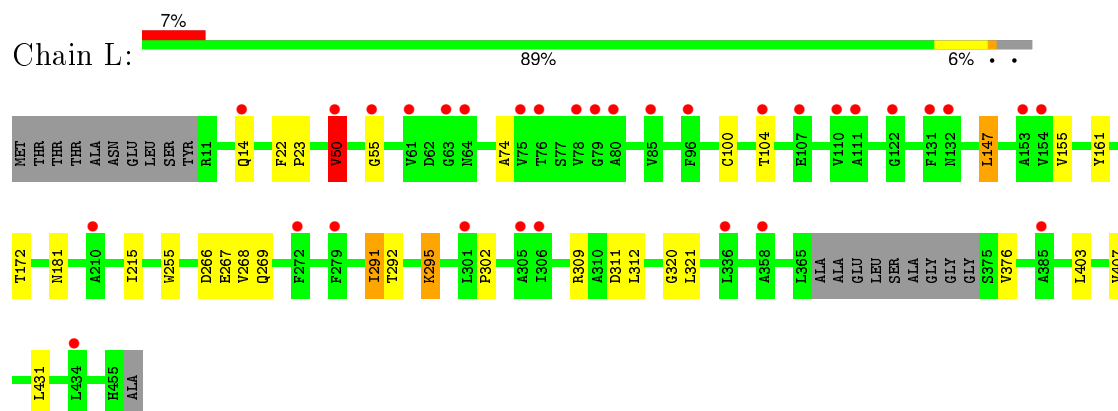 7%
Chain L:
89% 6% • •
MET THR THR THR ALA ASN GLU LEU SER TYR R11 Q14 F22 P23 V50 G55 V61 D62 G63 N64 A74 V75 T76 S77 V78 G79 A80 V85 F96 C100 T104 E107 V110 A111 G122 F131 N132 L147 A153 V154 V155 Y161
T172 N181 A210 I215 W255 D266 E267 V268 Q269 F272 F279 I291 T292 K295 L301 P302 A305 I306 R309 A310 D311 L312 G320 L321 L336 A358 L365 ALA ALA GLU LEU SER ALA GLY GLY GLY S375 V376 A385 L403
L431 L434 H455 ALA